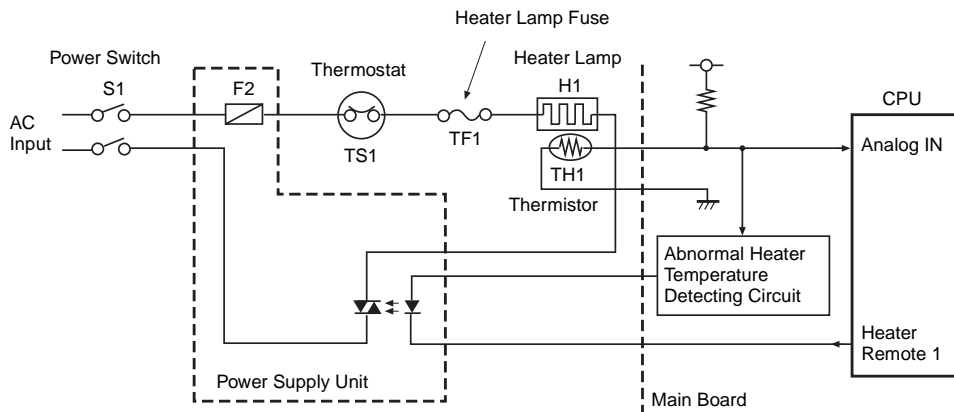 Heater Lamp Fuse
Power Switch
Heater Lamp
Thermostat
S1
F2
H1
CPU
AC
Input
TS1
TF1
Analog IN
TH1
Thermistor
Abnormal Heater
Temperature
Detecting Circuit
Heater
Remote 1
Power Supply Unit
Main Board